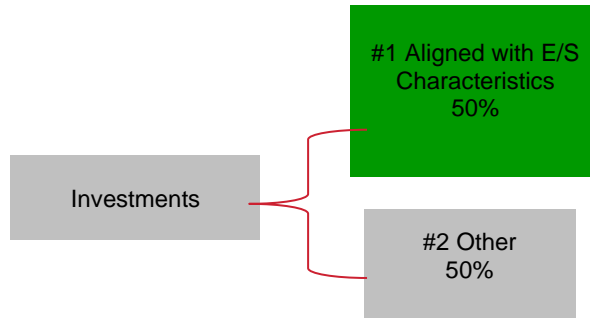 #1 Aligned with E/S
Characteristics
50%
Investments
#2 Other
50%